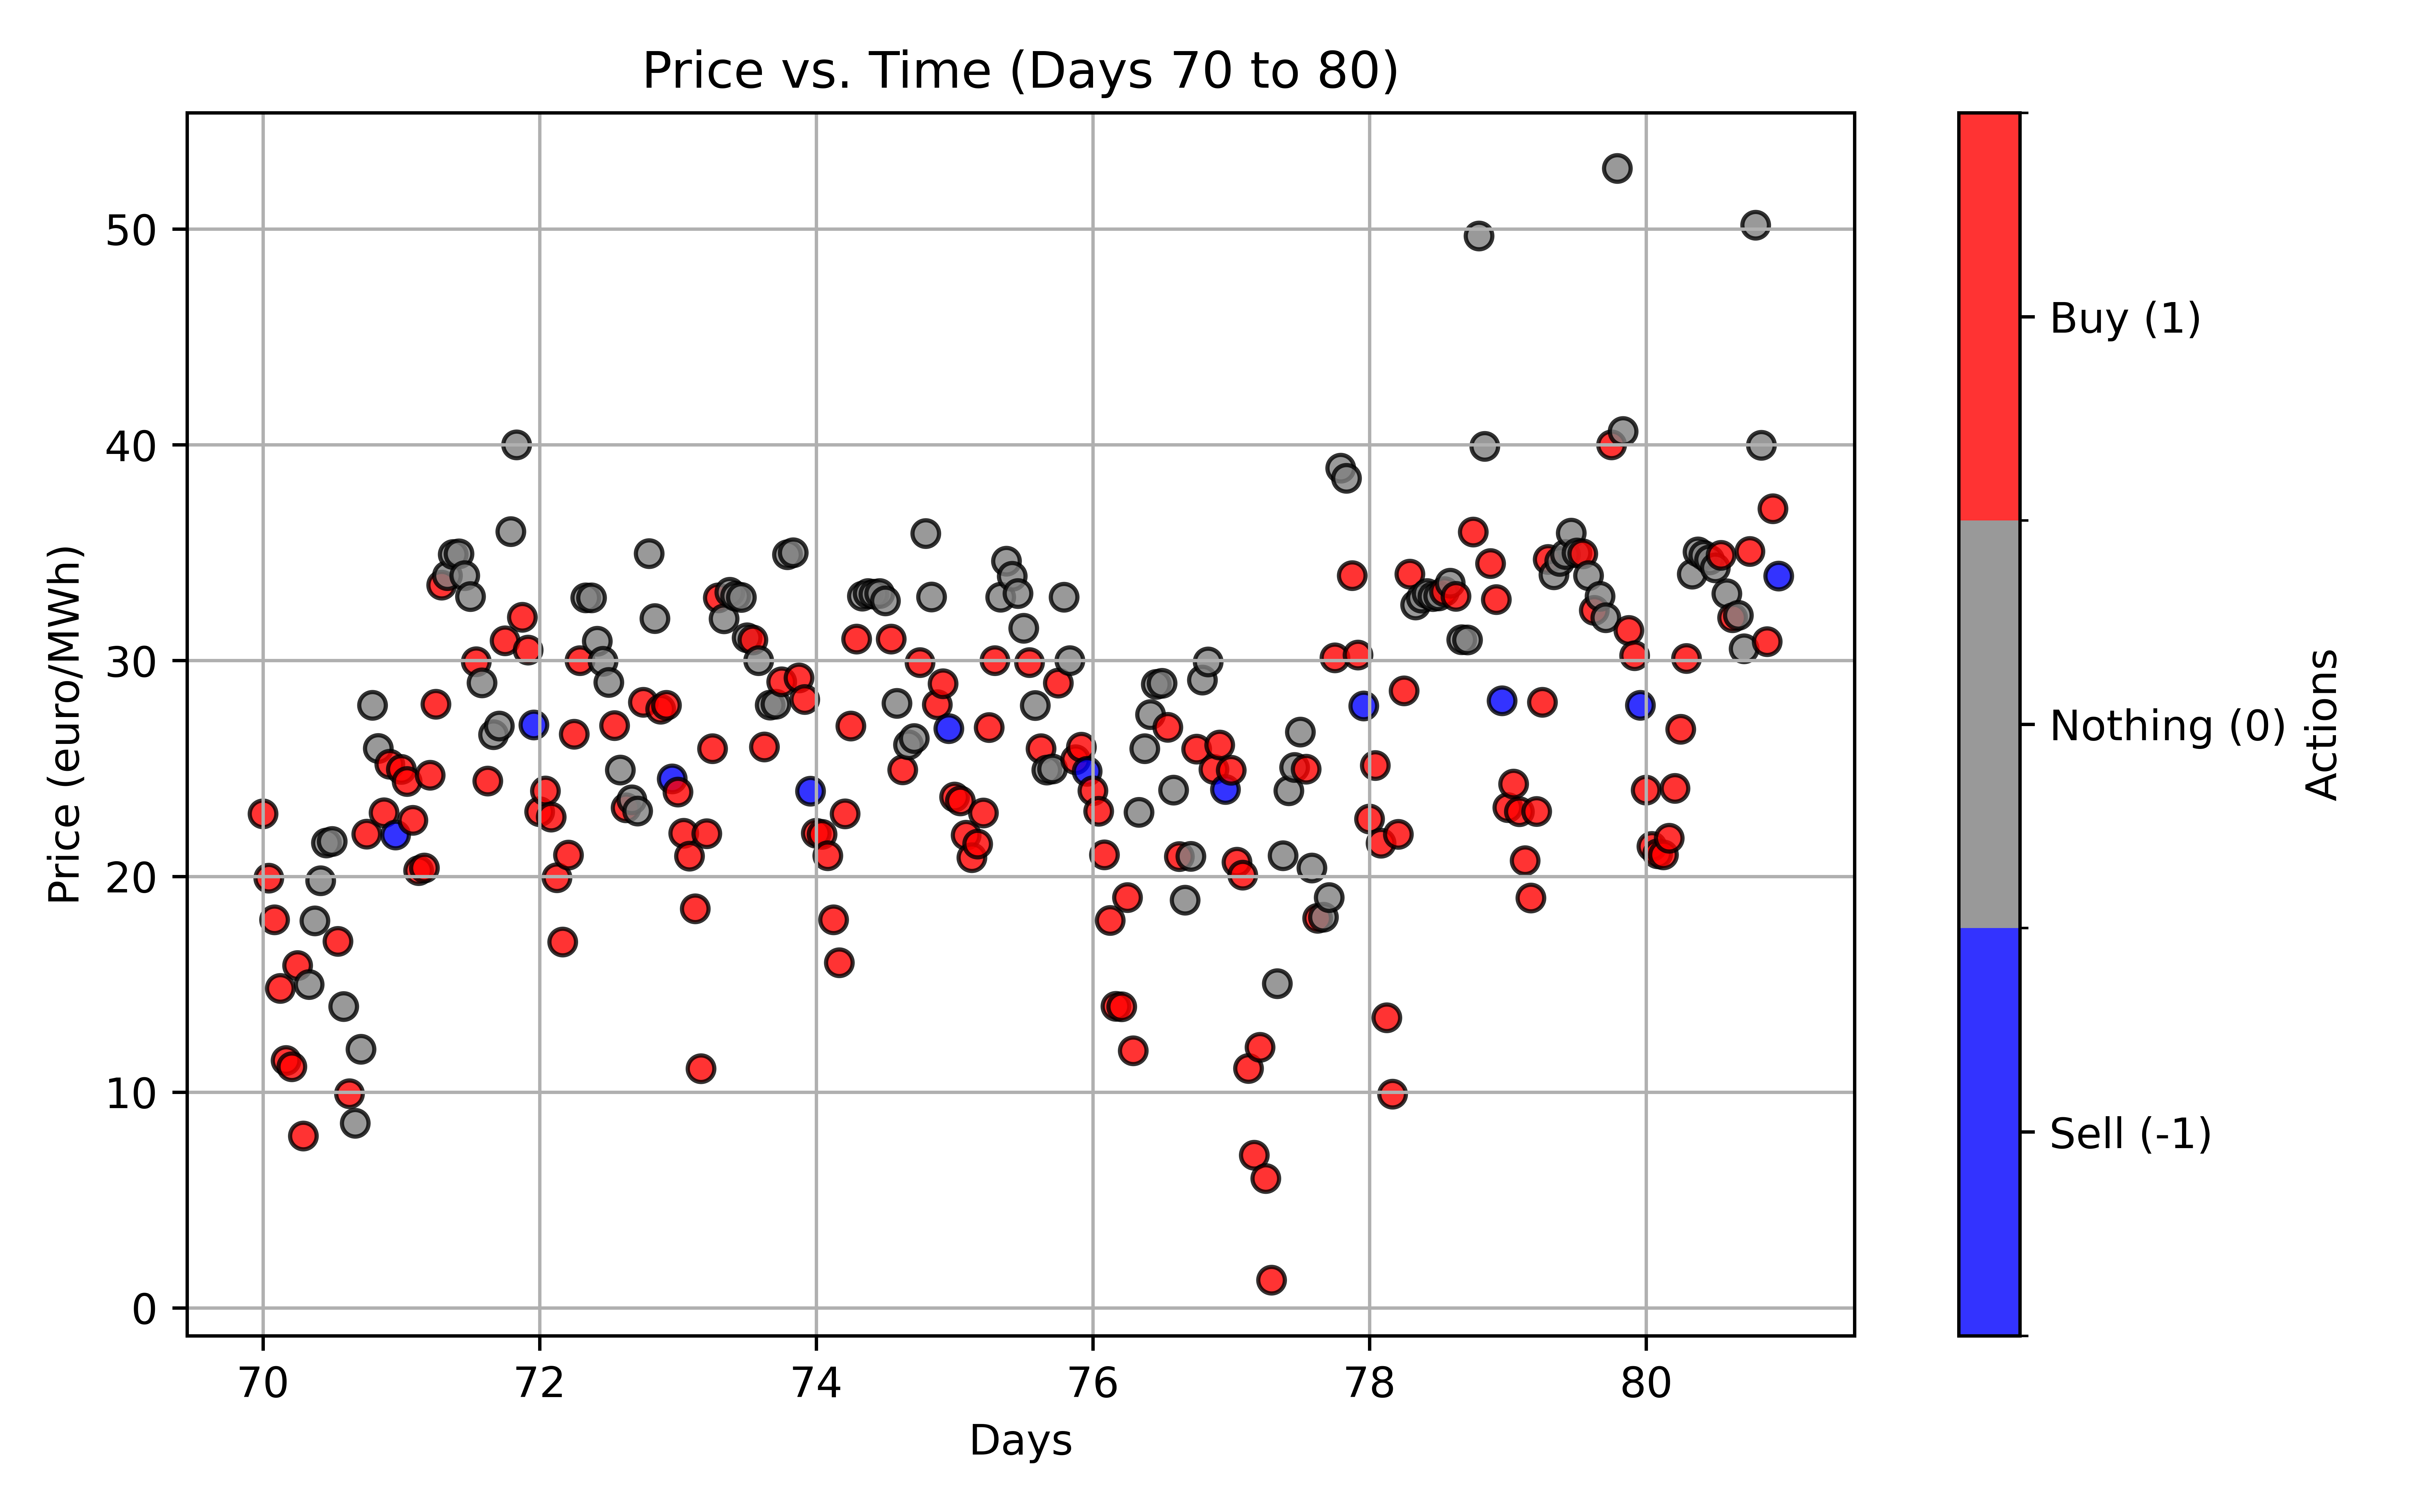 Price vs. Time (Days 70 to 80)
Price (euro/MWh)
50
40
30
20
10
0
70 72 74 76 78 80
Days
Buy (1)
Nothing (0)
Sell (-1)
Actions